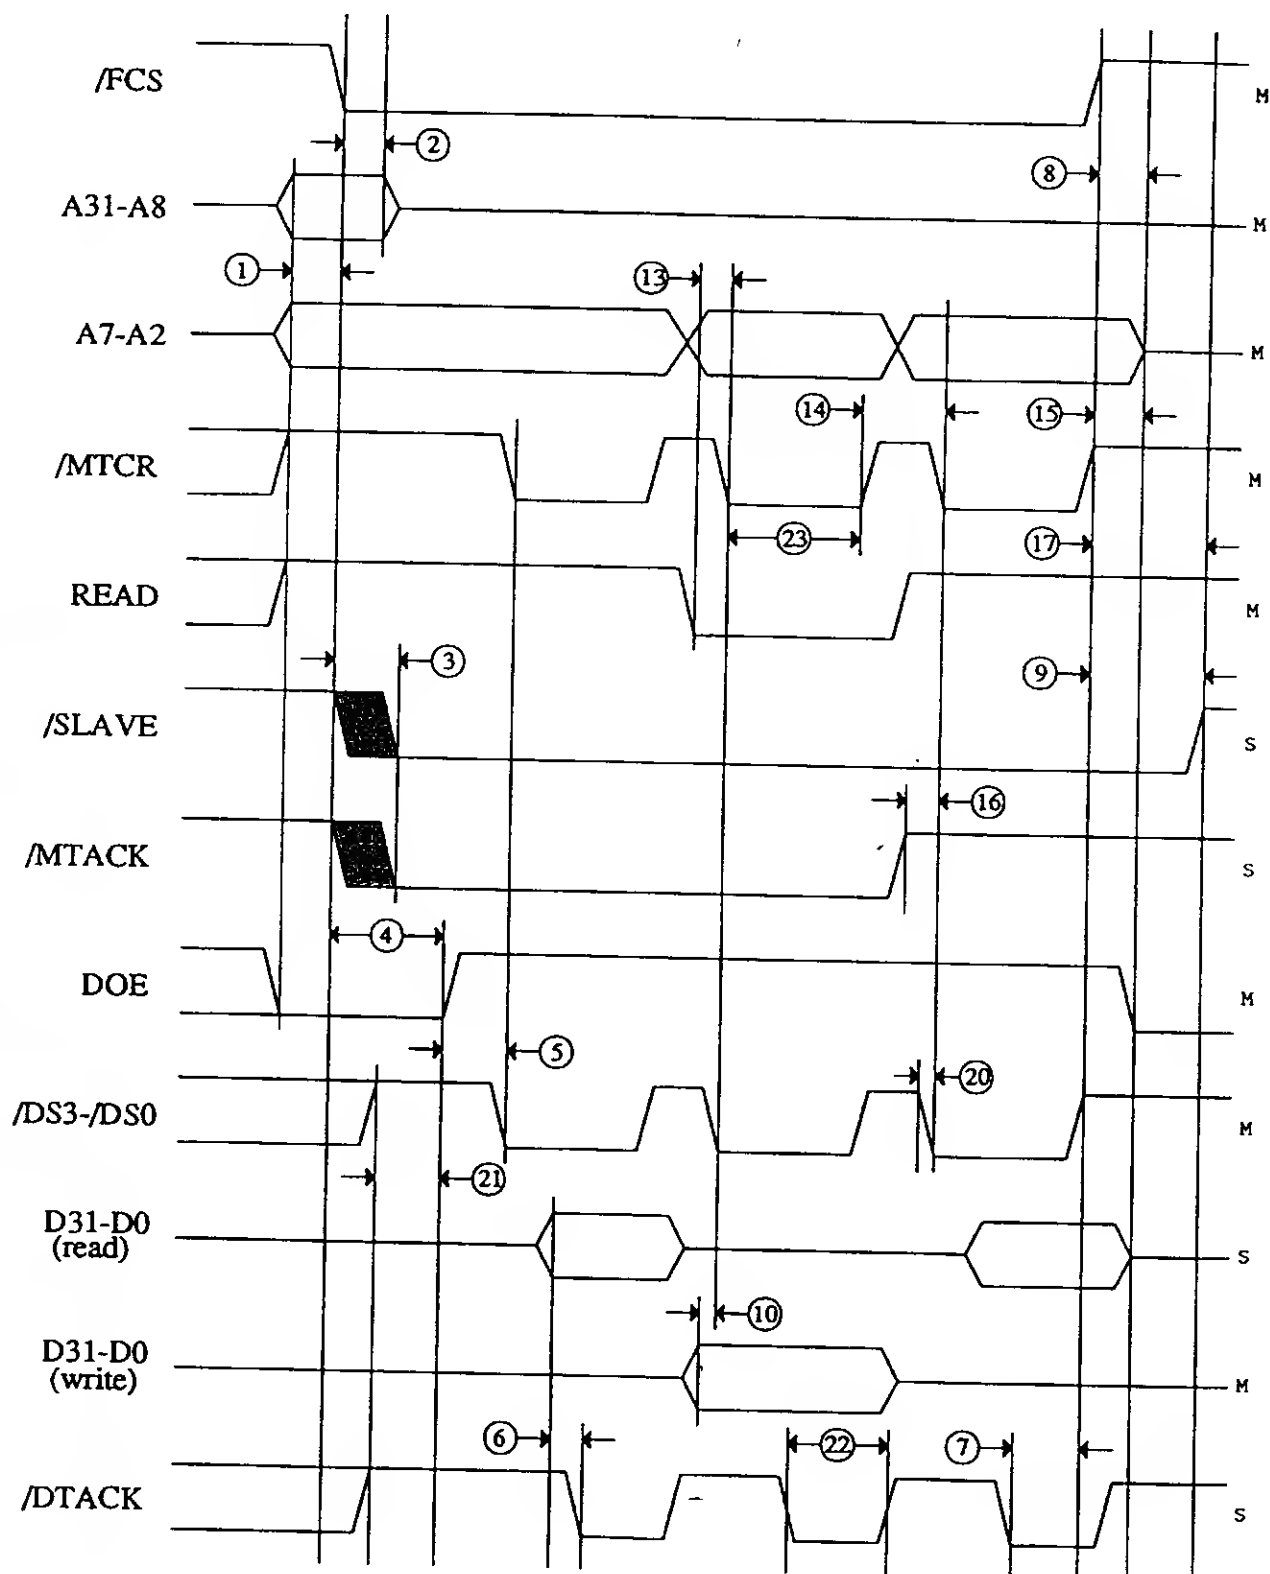 /FCS
M
2
8
A31-A8
M
1
13
A7-A2
M
14
15
/MTCR
M
23
17
READ
M
3
9
/SLAVE
S
16
/MTACK
S
4
DOE
M
5
20
/DS3-/DS0
M
21
D31-D0
(read)
S
10
D31-D0
(write)
M
6
22
7
/DTACK
S